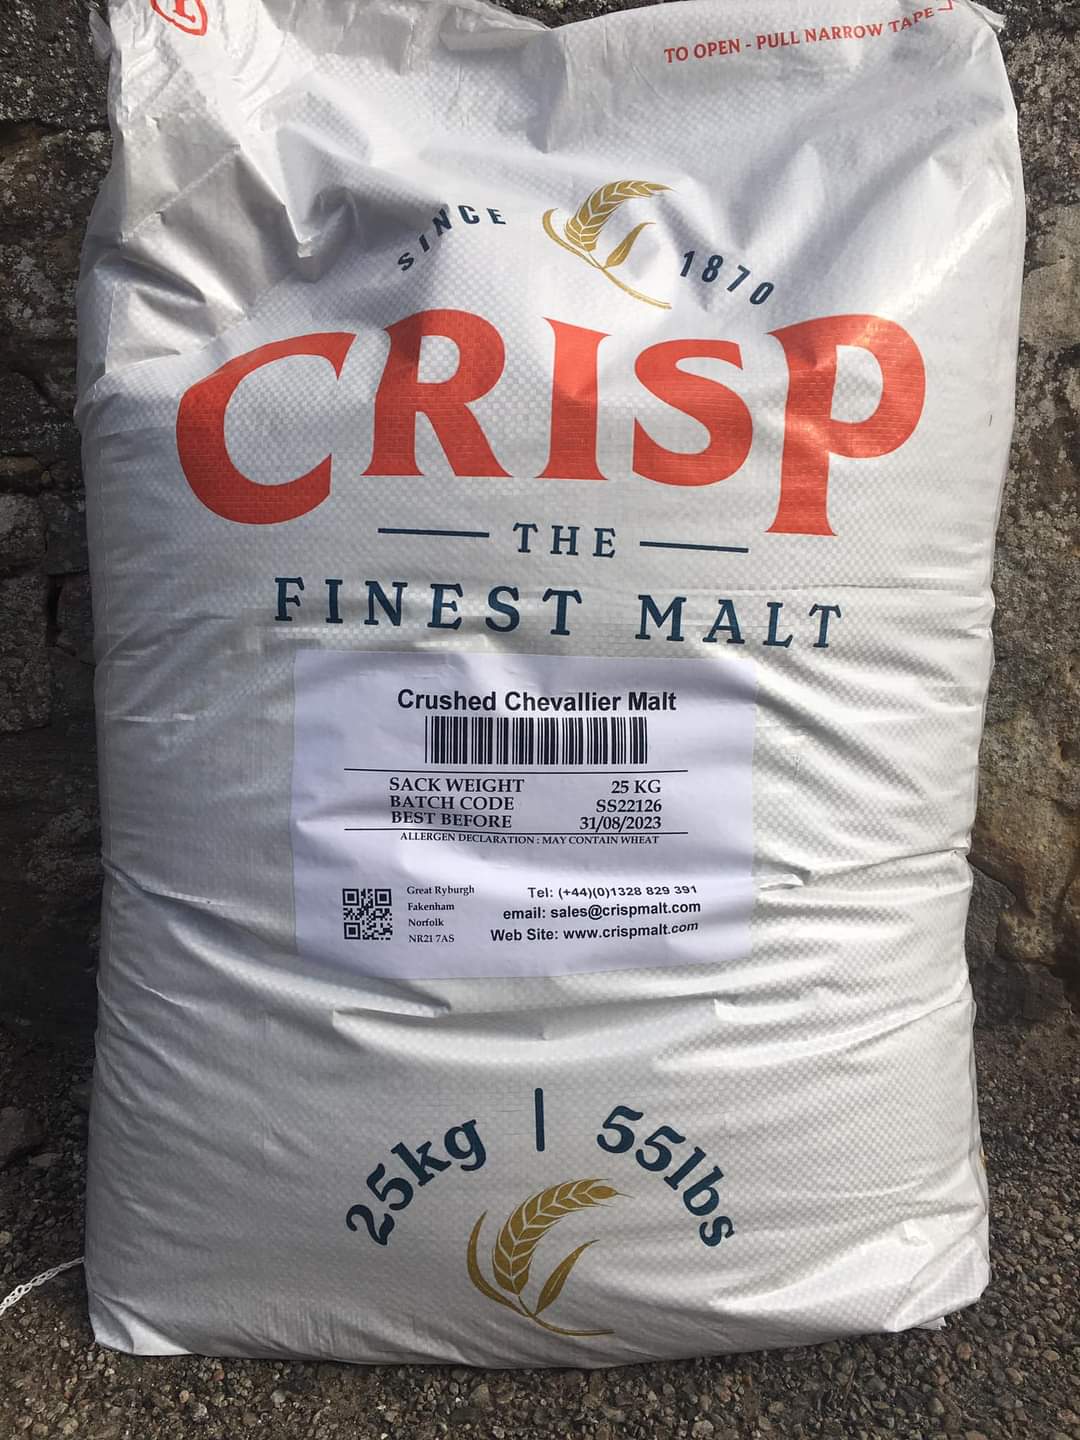 TO OPEN - PULL NARROW TAPE
SINCE 1870
CRISP
THE
FINEST MALT
Crushed Chevallier Malt
SACK WEIGHT 25 KG
BATCH CODE SS22126
BEST BEFORE 31/08/2023
ALLERGEN DECLARATION : MAY CONTAIN WHEAT
Great Ryburgh
Fakenham
Norfolk
NR21 7AS
Tel: (+44)(0)1328 829 391
email: sales@crispmalt.com
Web Site: www.crispmalt.com
25kg | 55lbs